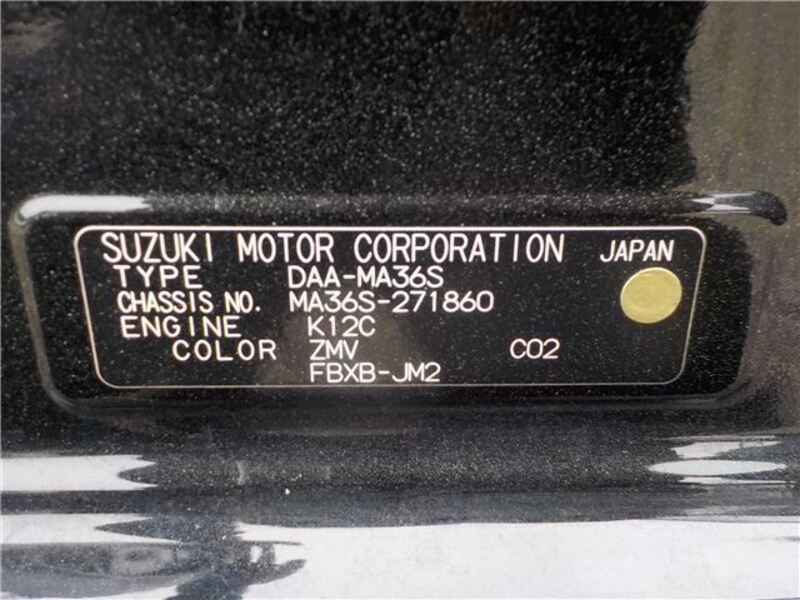 SUZUKI MOTOR CORPORATION JAPAN
TYPE DAA-MA36S
CHASSIS NO. MA36S-271860
ENGINE K12C
COLOR ZMV C02
FBXB-JM2